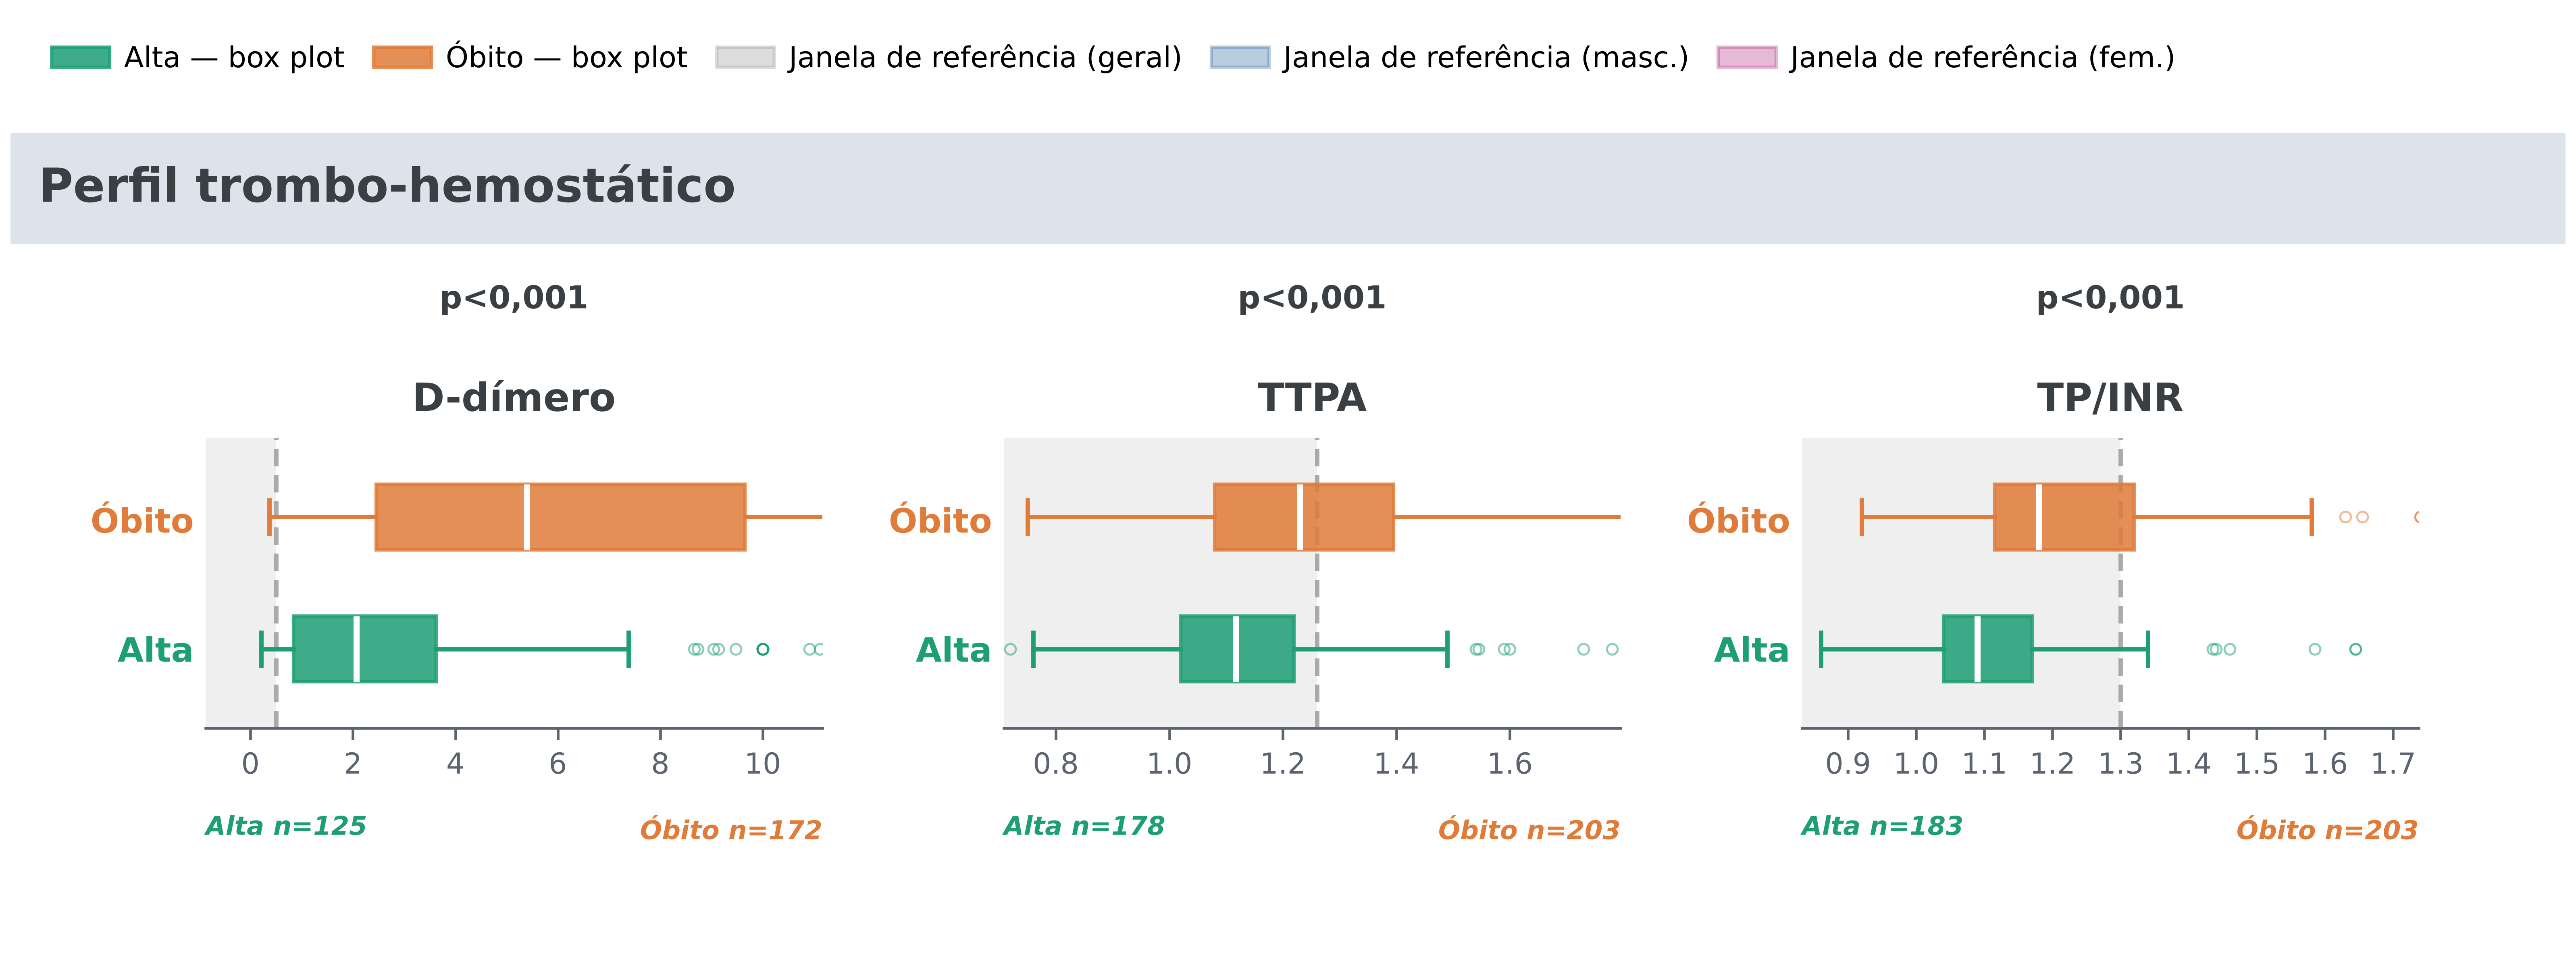 Alta — box plot Óbito — box plot Janela de referência (geral) Janela de referência (masc.) Janela de referência (fem.)
Perfil trombo-hemostático
p<0,001 p<0,001 p<0,001
D-dímero TTPA TP/INR
Óbito Óbito Óbito
Alta Alta Alta
0 2 4 6 8 10 0.8 1.0 1.2 1.4 1.6 0.9 1.0 1.1 1.2 1.3 1.4 1.5 1.6 1.7
Alta n=125 Óbito n=172 Alta n=178 Óbito n=203 Alta n=183 Óbito n=203